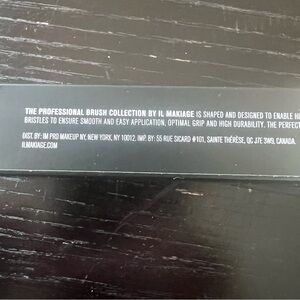 THE PROFESSIONAL BRUSH COLLECTION BY IL MAKIAGE IS SHAPED AND DESIGNED TO ENABLE
BRISTLES TO ENSURE SMOOTH AND EASY APPLICATION, OPTIMAL GRIP AND HIGH DURABILITY. THE PERFECT
DIST. BY: IM PRO MAKEUP NY, NEW YORK, NY 10012. IMP. BY: 55 RUE SICARD #101, SAINTE THÉRÈSE, QC J7E 3W9, CANADA.
ILMAKIAGE.COM